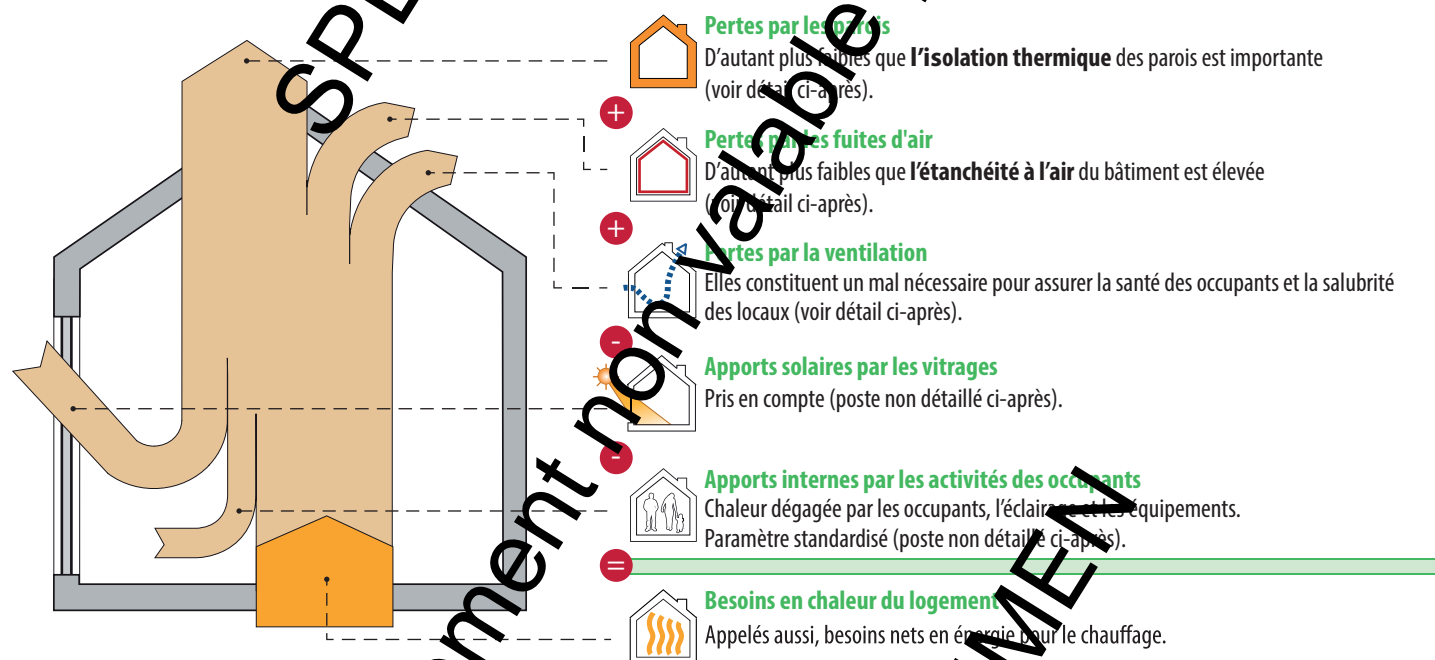 Pertes par les parois
D'autant plus faibles que l'isolation thermique des parois est importante
(voir détail ci-après).
+
Pertes par les fuites d'air
D'autant plus faibles que l'étanchéité à l'air du bâtiment est élevée
(voir détail ci-après).
+
Pertes par la ventilation
Elles constituent un mal nécessaire pour assurer la santé des occupants et la salubrité
des locaux (voir détail ci-après).
-
Apports solaires par les vitrages
Pris en compte (poste non détaillé ci-après).
-
Apports internes par les activités des occupants
Chaleur dégagée par les occupants, l'éclairage et les équipements.
Paramètre standardisé (poste non détaillé ci-après).
=
Besoins en chaleur du logement
Appelés aussi, besoins nets en énergie pour le chauffage.
SPE
ement non valable
IMEN